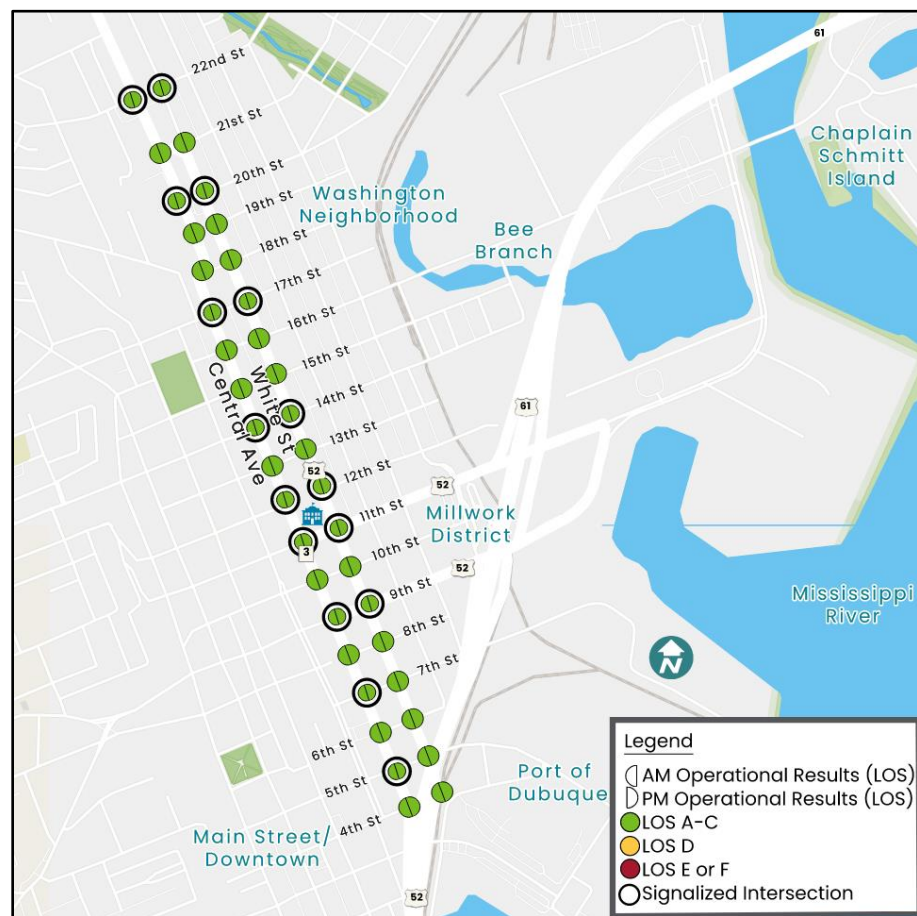 61
22nd St
21st St
20th St
19th St
18th St
17th St
16th St
15th St
14th St
13th St
12th St
11th St
10th St
9th St
8th St
7th St
6th St
5th St
4th St
Central Ave
White St
Washington
Neighborhood
Bee
Branch
Chaplain
Schmitt
Island
61
52
52
3
Millwork
District
52
Mississippi
River
N
Port of
Dubuque
Main Street/
Downtown
52
Legend
AM Operational Results (LOS)
PM Operational Results (LOS)
LOS A-C
LOS D
LOS E or F
Signalized Intersection